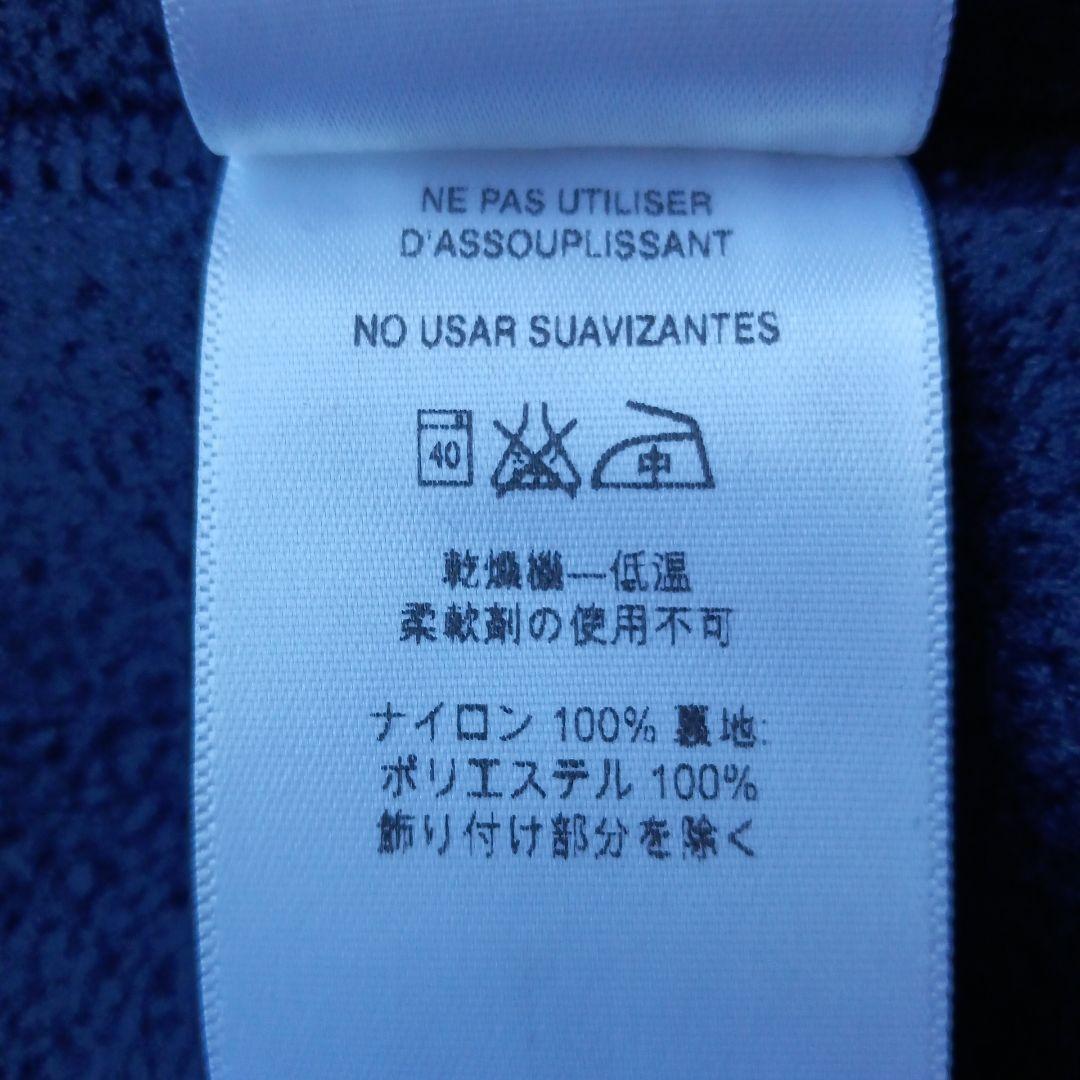 NE PAS UTILISER
D'ASSOUPLISSANT
NO USAR SUAVIZANTES
40 中
乾燥機—低温
柔軟剤の使用不可
ナイロン 100% 裏地:
ポリエステル 100%
飾り付け部分を除く